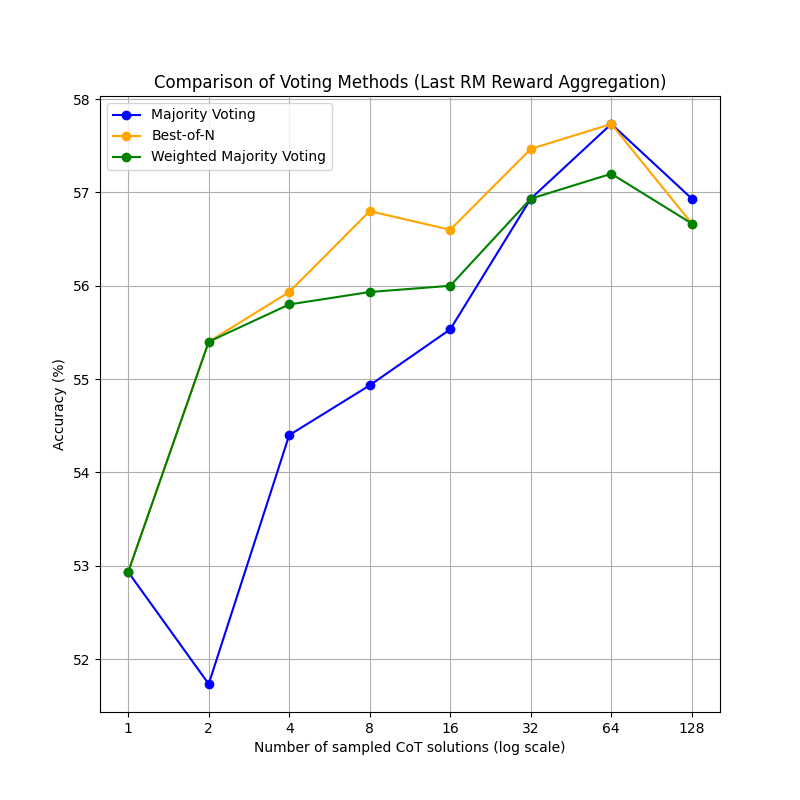 Comparison of Voting Methods (Last RM Reward Aggregation)
Majority Voting
Best-of-N
Weighted Majority Voting
58
57
56
55
54
53
52
Accuracy (%)
1 2 4 8 16 32 64 128
Number of sampled CoT solutions (log scale)